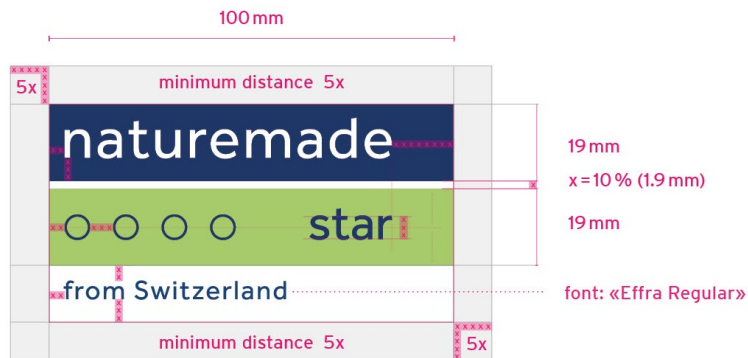 100 mm
5x
minimum distance 5x
naturemade
19 mm
x = 10 % (1.9 mm)
star
19 mm
from Switzerland
font: «Effra Regular»
minimum distance 5x
5x